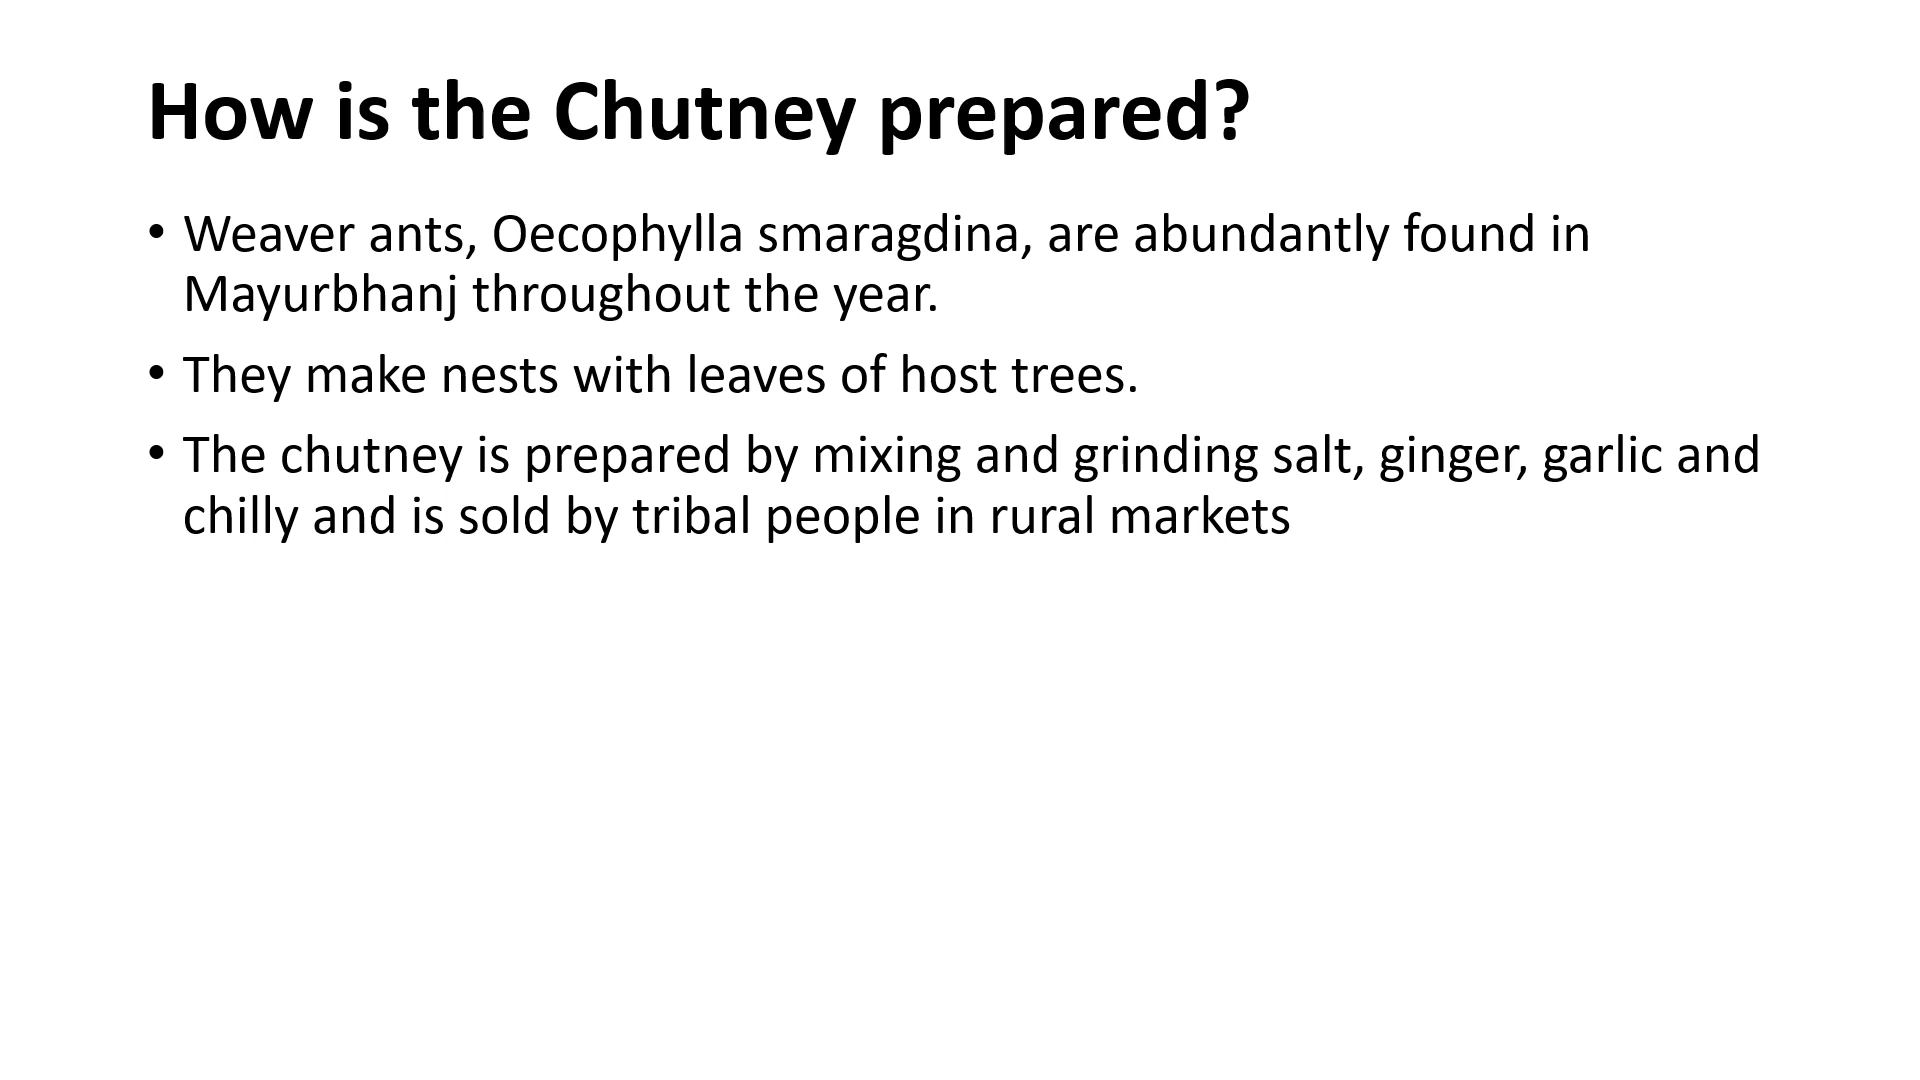 How is the Chutney prepared?
• Weaver ants, Oecophylla smaragdina, are abundantly found in
Mayurbhanj throughout the year.
• They make nests with leaves of host trees.
• The chutney is prepared by mixing and grinding salt, ginger, garlic and
chilly and is sold by tribal people in rural markets